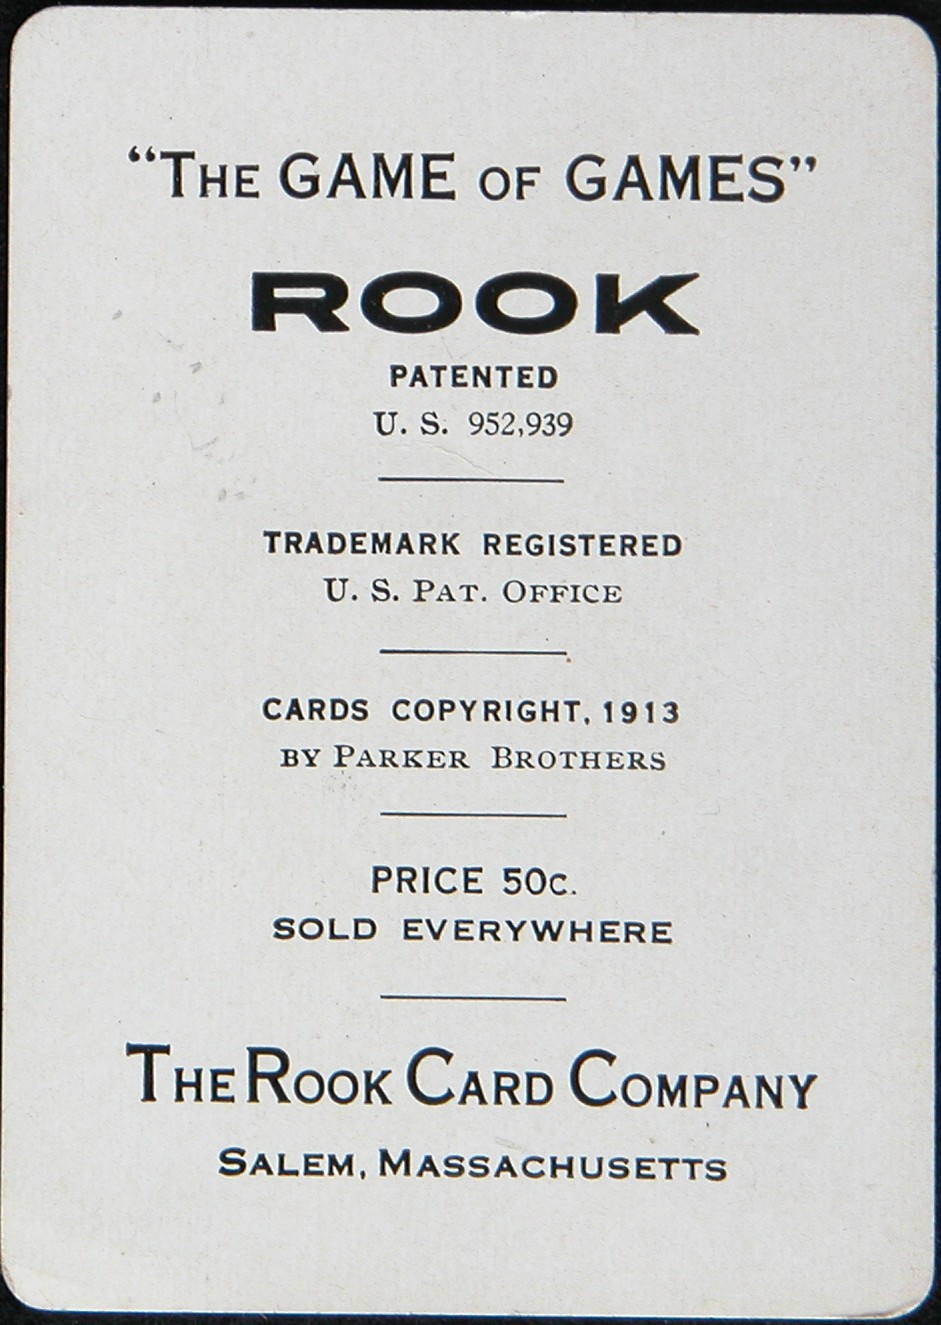 “The GAME OF GAMES”
ROOK
PATENTED
U. S. 952,939
TRADEMARK REGISTERED
U. S. Pat. Office
CARDS COPYRIGHT, 1913
BY Parker Brothers
PRICE 50c.
SOLD EVERYWHERE
The Rook Card Company
Salem, Massachusetts